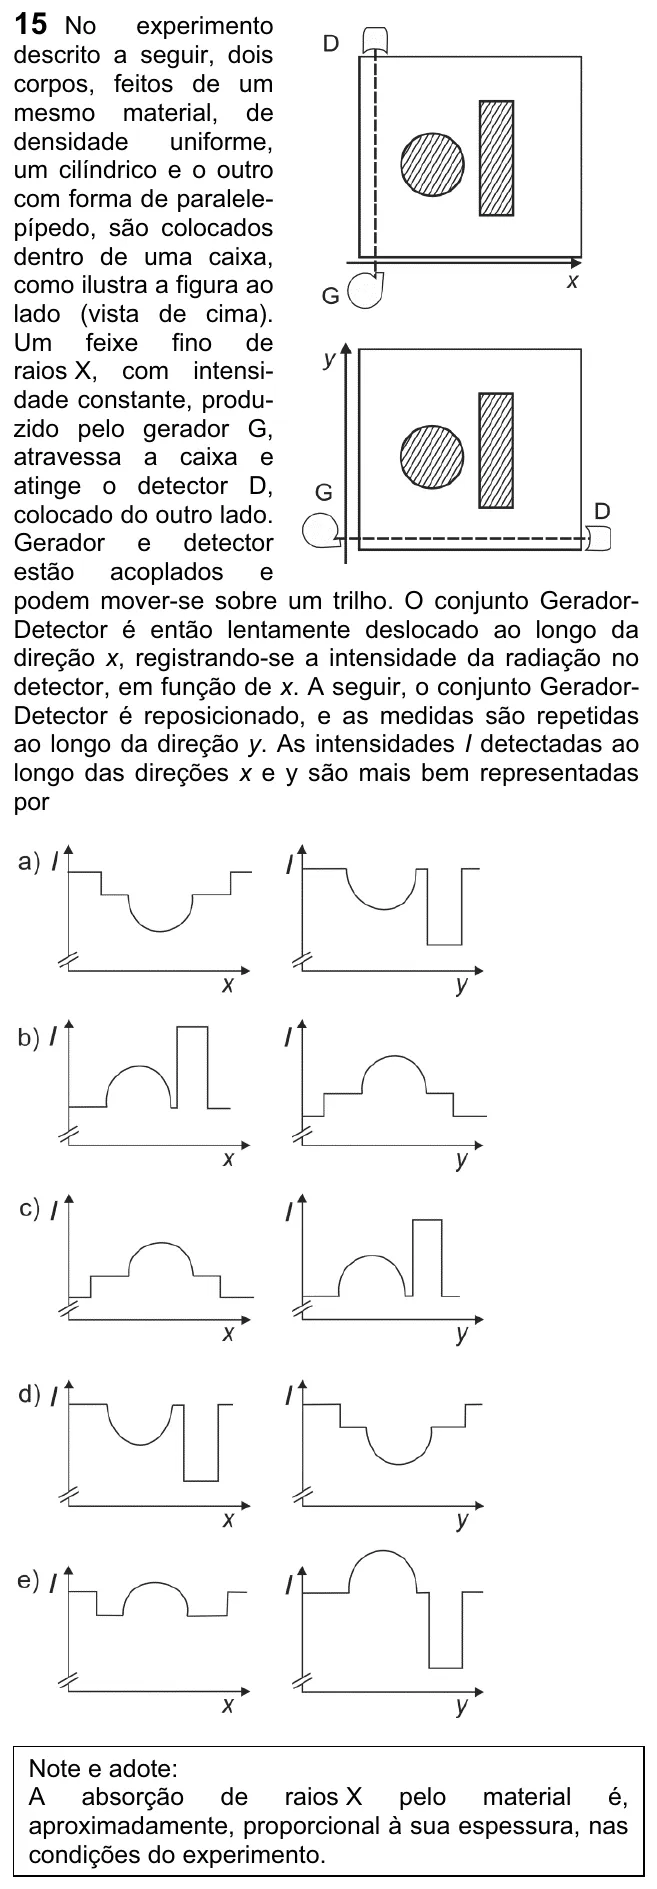 15 No experimento
descrito a seguir, dois
corpos, feitos de um
mesmo material, de
densidade uniforme,
um cilíndrico e o outro
com forma de paralele-
pípedo, são colocados
dentro de uma caixa,
como ilustra a figura ao
lado (vista de cima).
Um feixe fino de
raios X, com intensi-
dade constante, produ-
zido pelo gerador G,
atravessa a caixa e
atinge o detector D,
colocado do outro lado.
Gerador e detector
estão acoplados e
podem mover-se sobre um trilho. O conjunto Gerador-
Detector é então lentamente deslocado ao longo da
direção x, registrando-se a intensidade da radiação no
detector, em função de x. A seguir, o conjunto Gerador-
Detector é reposicionado, e as medidas são repetidas
ao longo da direção y. As intensidades I detectadas ao
longo das direções x e y são mais bem representadas
por
D
G
x
y
G
D
a) I
x
I
y
b) I
x
I
y
c) I
x
I
y
d) I
x
I
y
e) I
x
I
y
Note e adote:
A absorção de raios X pelo material é,
aproximadamente, proporcional à sua espessura, nas
condições do experimento.